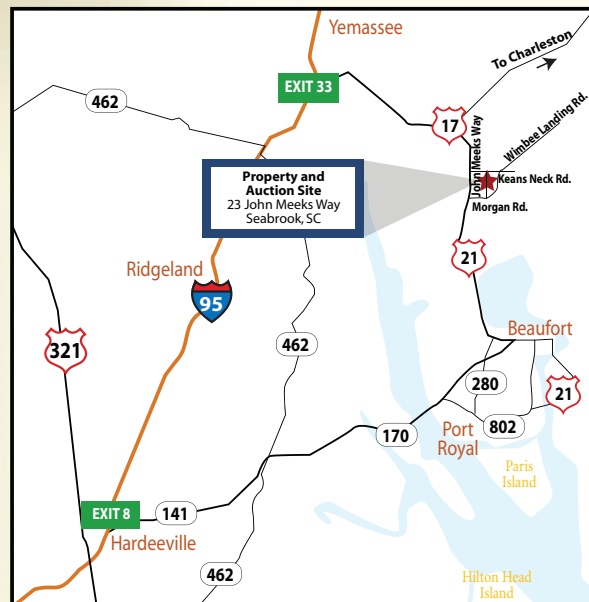 Yemassee
To Charleston
EXIT 33
462
17
John Meeks Way
Wimbee Landing Rd.
Property and
Auction Site
23 John Meeks Way
Seabrook, SC
Keans Neck Rd.
Morgan Rd.
21
Ridgeland
95
321
462
Beaufort
280
21
802
170
Port
Royal
Paris
Island
EXIT 8
141
Hardeeville
462
Hilton Head
Island